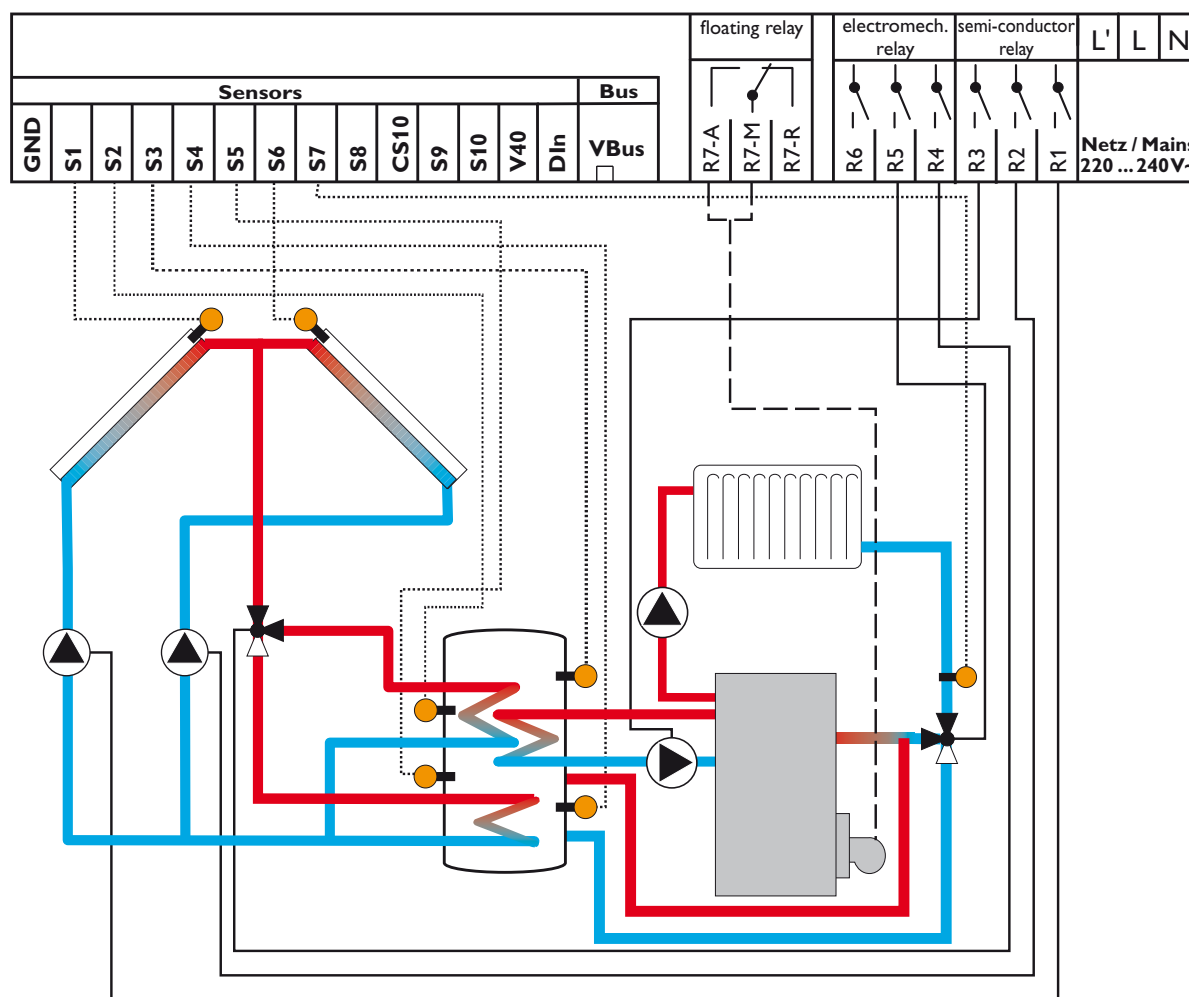 floating relay
electromech.
relay
semi-conductor
relay
L'
L
N
Sensors
Bus
GND
S1
S2
S3
S4
S5
S6
S7
S8
CS10
S9
S10
V40
DIn
VBus
R7-A
R7-M
R7-R
R6
R5
R4
R3
R2
R1
Netz / Mains
220 ... 240 V~